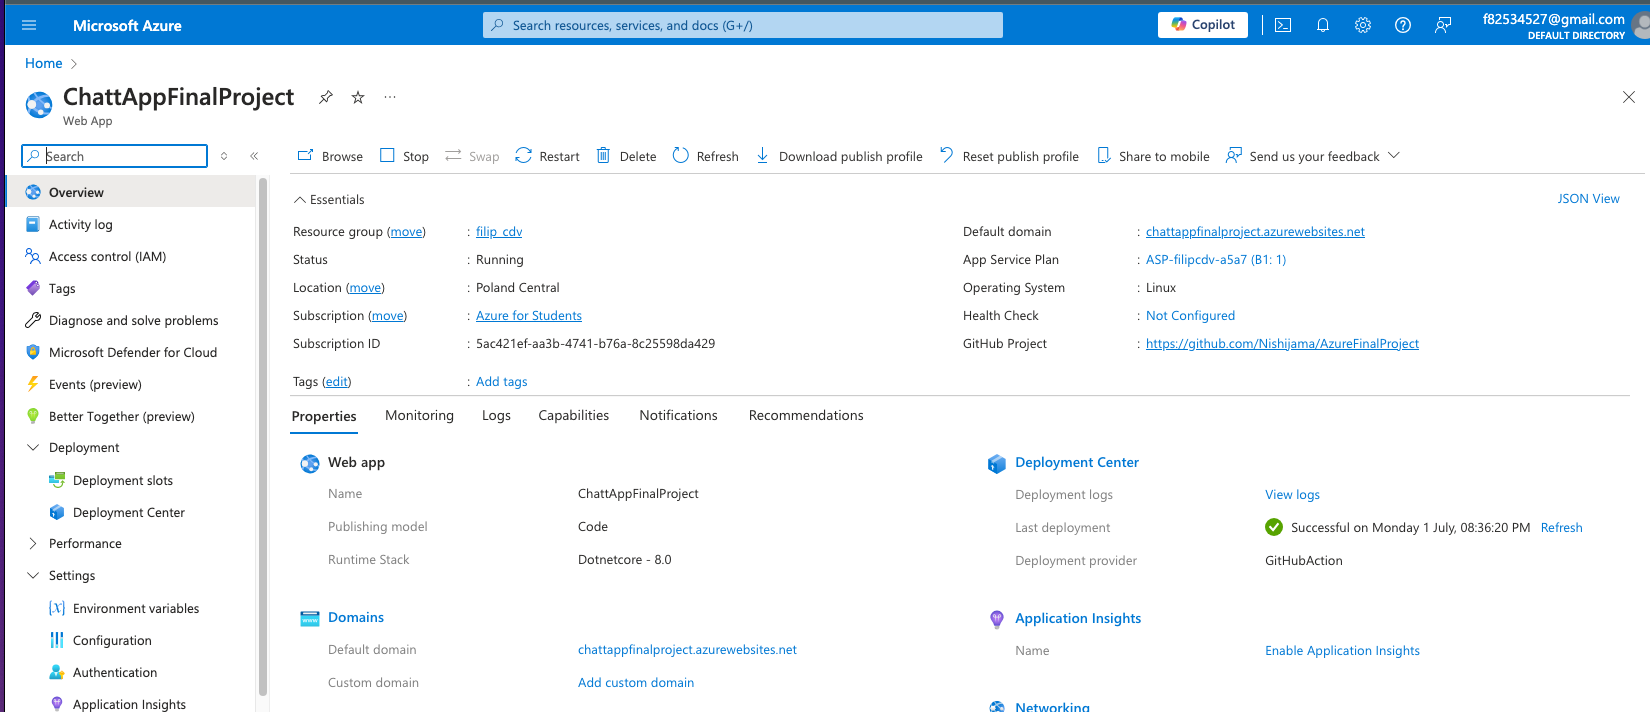 Microsoft Azure
Search resources, services, and docs (G+/)
Copilot
f82534527@gmail.com
DEFAULT DIRECTORY
Home
ChattAppFinalProject
Web App
Search
Browse
Stop
Swap
Restart
Delete
Refresh
Download publish profile
Reset publish profile
Share to mobile
Send us your feedback
Overview
Activity log
Access control (IAM)
Tags
Diagnose and solve problems
Microsoft Defender for Cloud
Events (preview)
Better Together (preview)
Deployment
Deployment slots
Deployment Center
Performance
Settings
Environment variables
Configuration
Authentication
Application Insights
Essentials
JSON View
Resource group (move) : filip_cdv
Status : Running
Location (move) : Poland Central
Subscription (move) : Azure for Students
Subscription ID : 5ac421ef-aa3b-4741-b76a-8c25598da429
Tags (edit) : Add tags
Default domain : chattappfinalproject.azurewebsites.net
App Service Plan : ASP-filipcdv-a5a7 (B1: 1)
Operating System : Linux
Health Check : Not Configured
GitHub Project : https://github.com/Nishijama/AzureFinalProject
Properties
Monitoring
Logs
Capabilities
Notifications
Recommendations
Web app
Name ChattAppFinalProject
Publishing model Code
Runtime Stack Dotnetcore - 8.0
Domains
www
Default domain chattappfinalproject.azurewebsites.net
Custom domain Add custom domain
Deployment Center
Deployment logs View logs
Last deployment Successful on Monday 1 July, 08:36:20 PM Refresh
Deployment provider GitHubAction
Application Insights
Name Enable Application Insights
Networking